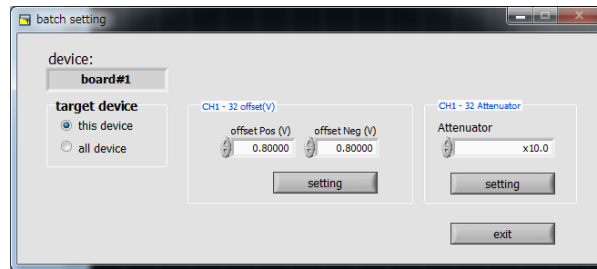 batch setting
device:
board#1
target device
this device
all device
CH1 - 32 offset(V)
offset Pos (V) offset Neg (V)
0.80000 0.80000
setting
CH1 - 32 Attenuator
Attenuator
x10.0
setting
exit